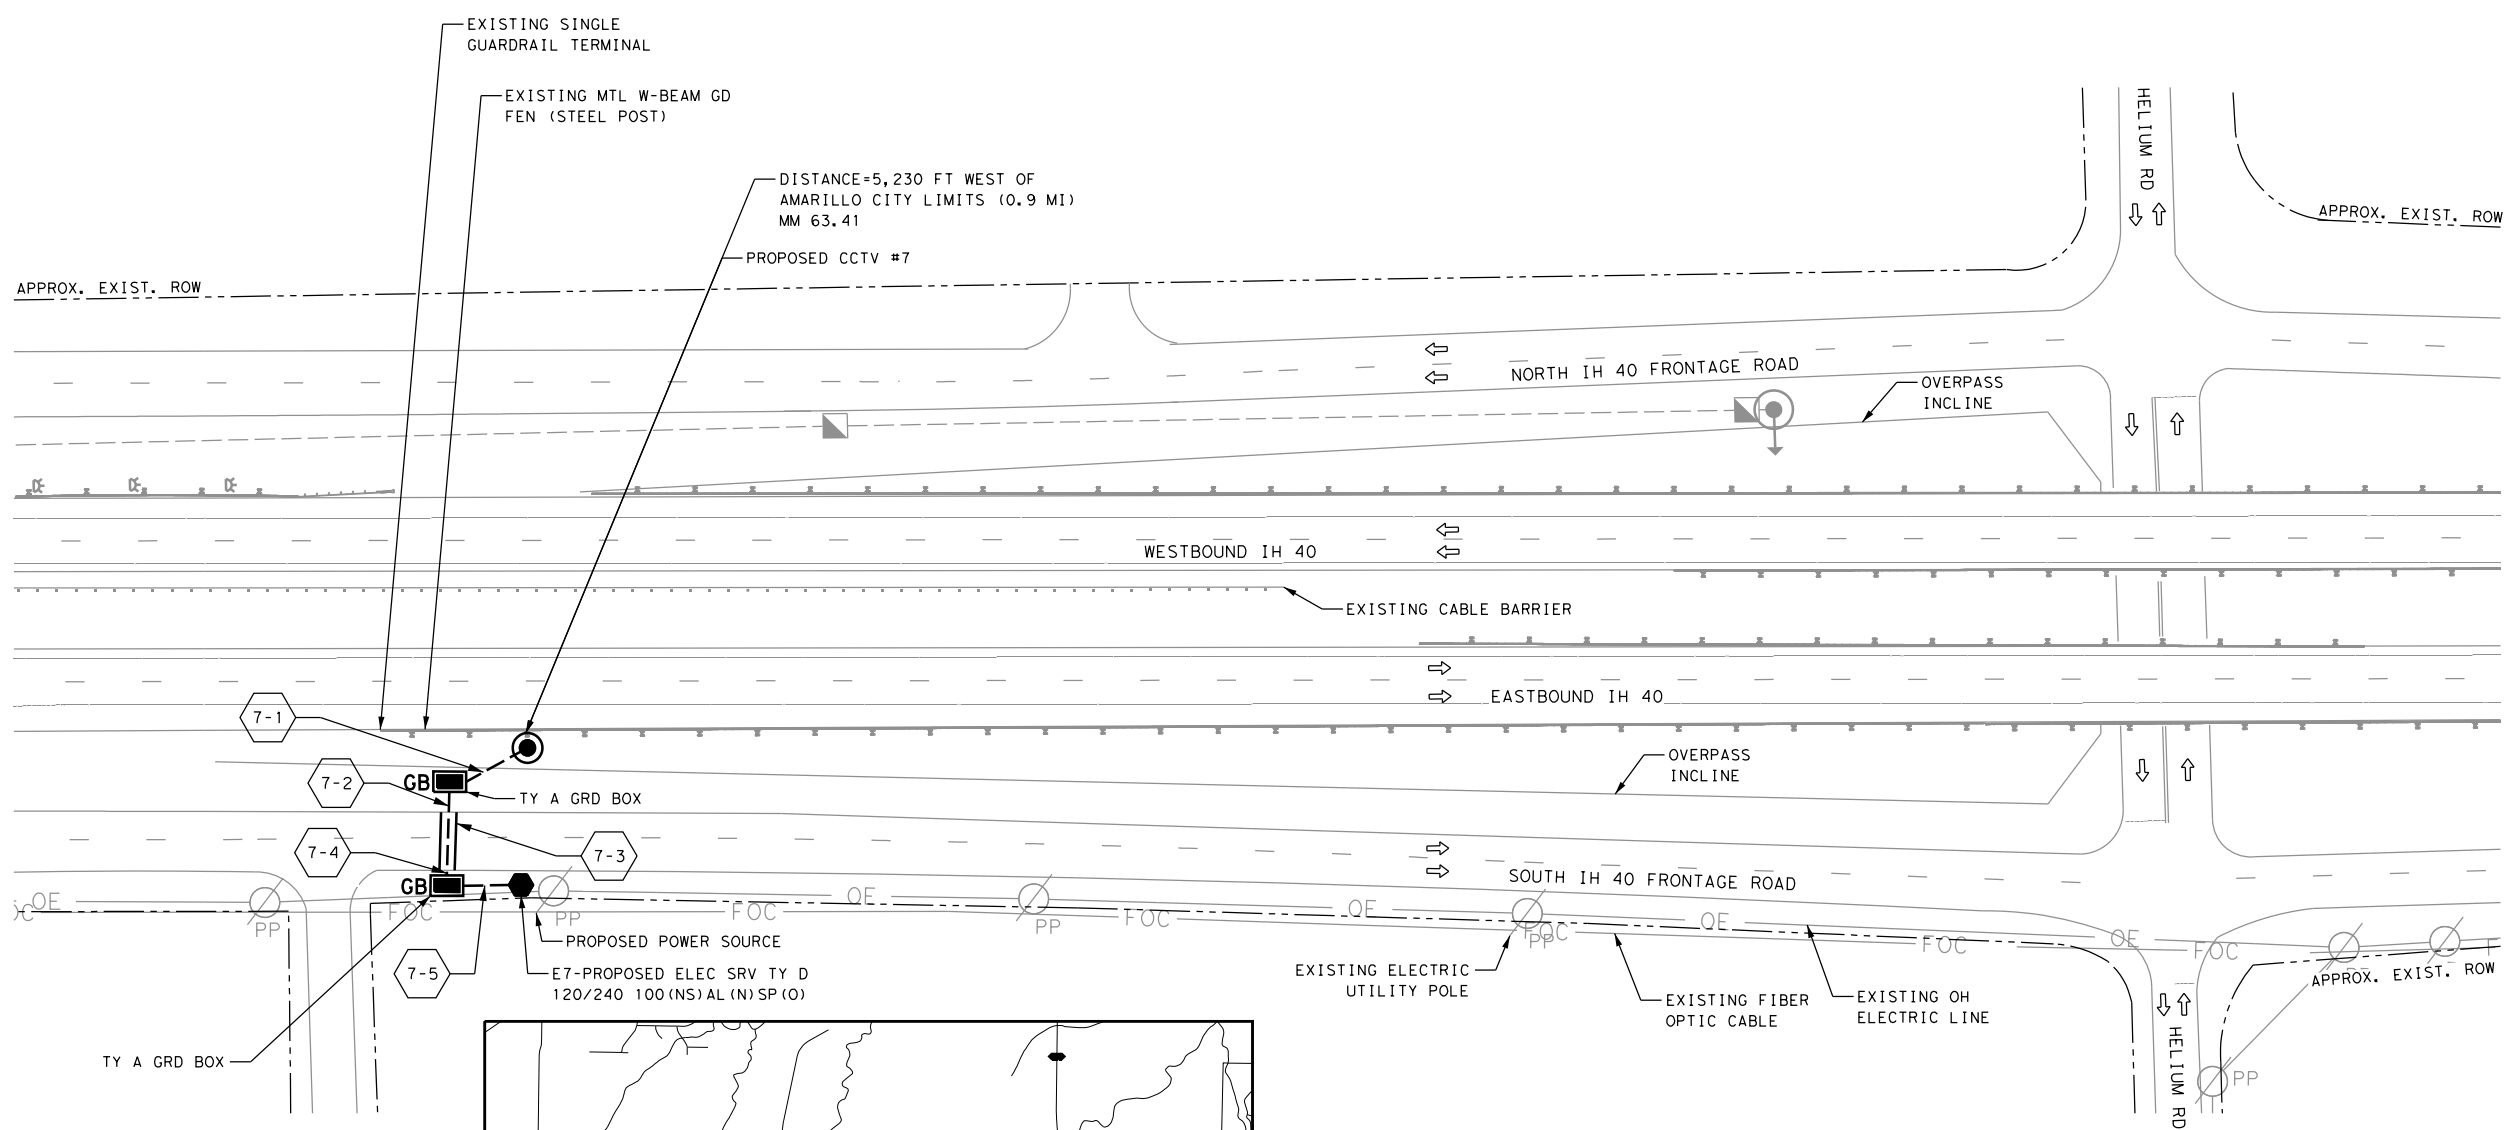 EXISTING SINGLE
GUARDRAIL TERMINAL
EXISTING MTL W-BEAM GD
FEN (STEEL POST)
DISTANCE=5,230 FT WEST OF
AMARILLO CITY LIMITS (0.9 MI)
MM 63.41
PROPOSED CCTV #7
HELIUM RD
APPROX. EXIST. ROW
APPROX. EXIST. ROW
NORTH IH 40 FRONTAGE ROAD
OVERPASS
INCLINE
WESTBOUND IH 40
EXISTING CABLE BARRIER
EASTBOUND IH 40
7-1
7-2
GB
TY A GRD BOX
OVERPASS
INCLINE
7-4
7-3
GB
SOUTH IH 40 FRONTAGE ROAD
OE
OE
OE
OE
OE
FOC
FOC
FOC
FOC
FOC
FOC
PP
PP
PP
PP
PROPOSED POWER SOURCE
7-5
E7-PROPOSED ELEC SRV TY D
120/240 100(NS)AL(N)SP(O)
EXISTING ELECTRIC
UTILITY POLE
EXISTING FIBER
OPTIC CABLE
EXISTING OH
ELECTRIC LINE
APPROX. EXIST. ROW
TY A GRD BOX
HELIUM RD
PP